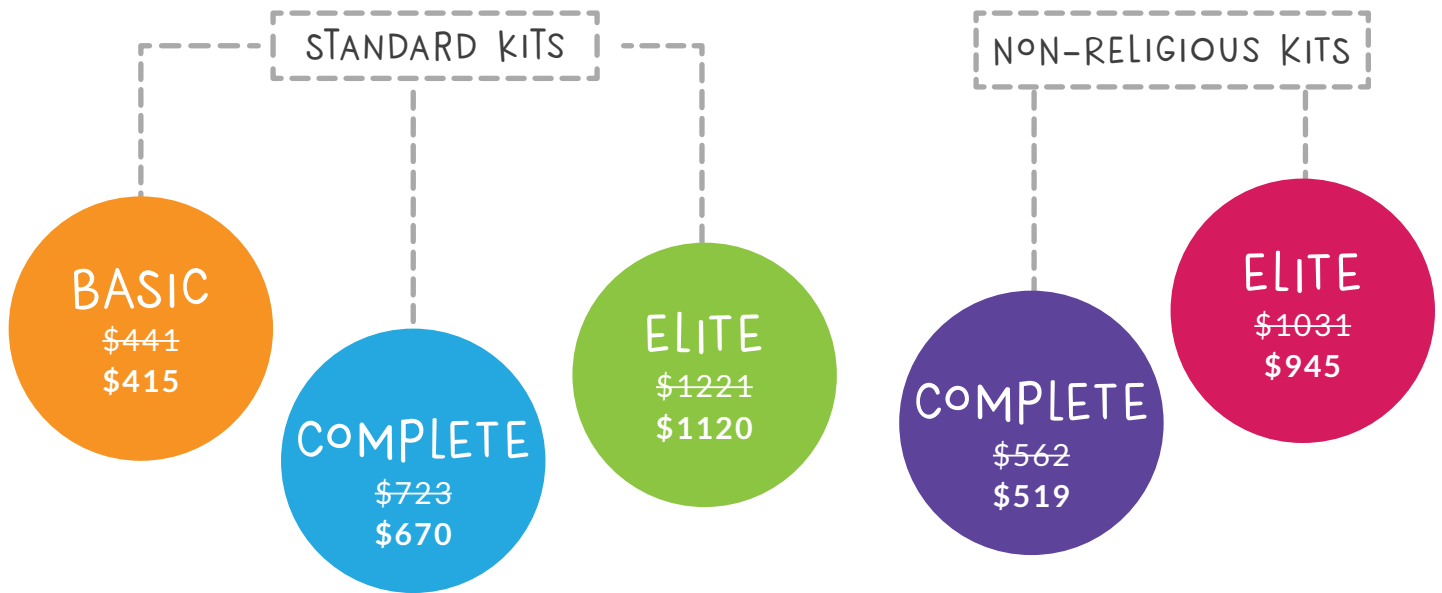 STANDARD KITS
BASIC
$441
$415
COMPLETE
$723
$670
ELITE
$1221
$1120
NON-RELIGIOUS KITS
COMPLETE
$562
$519
ELITE
$1031
$945